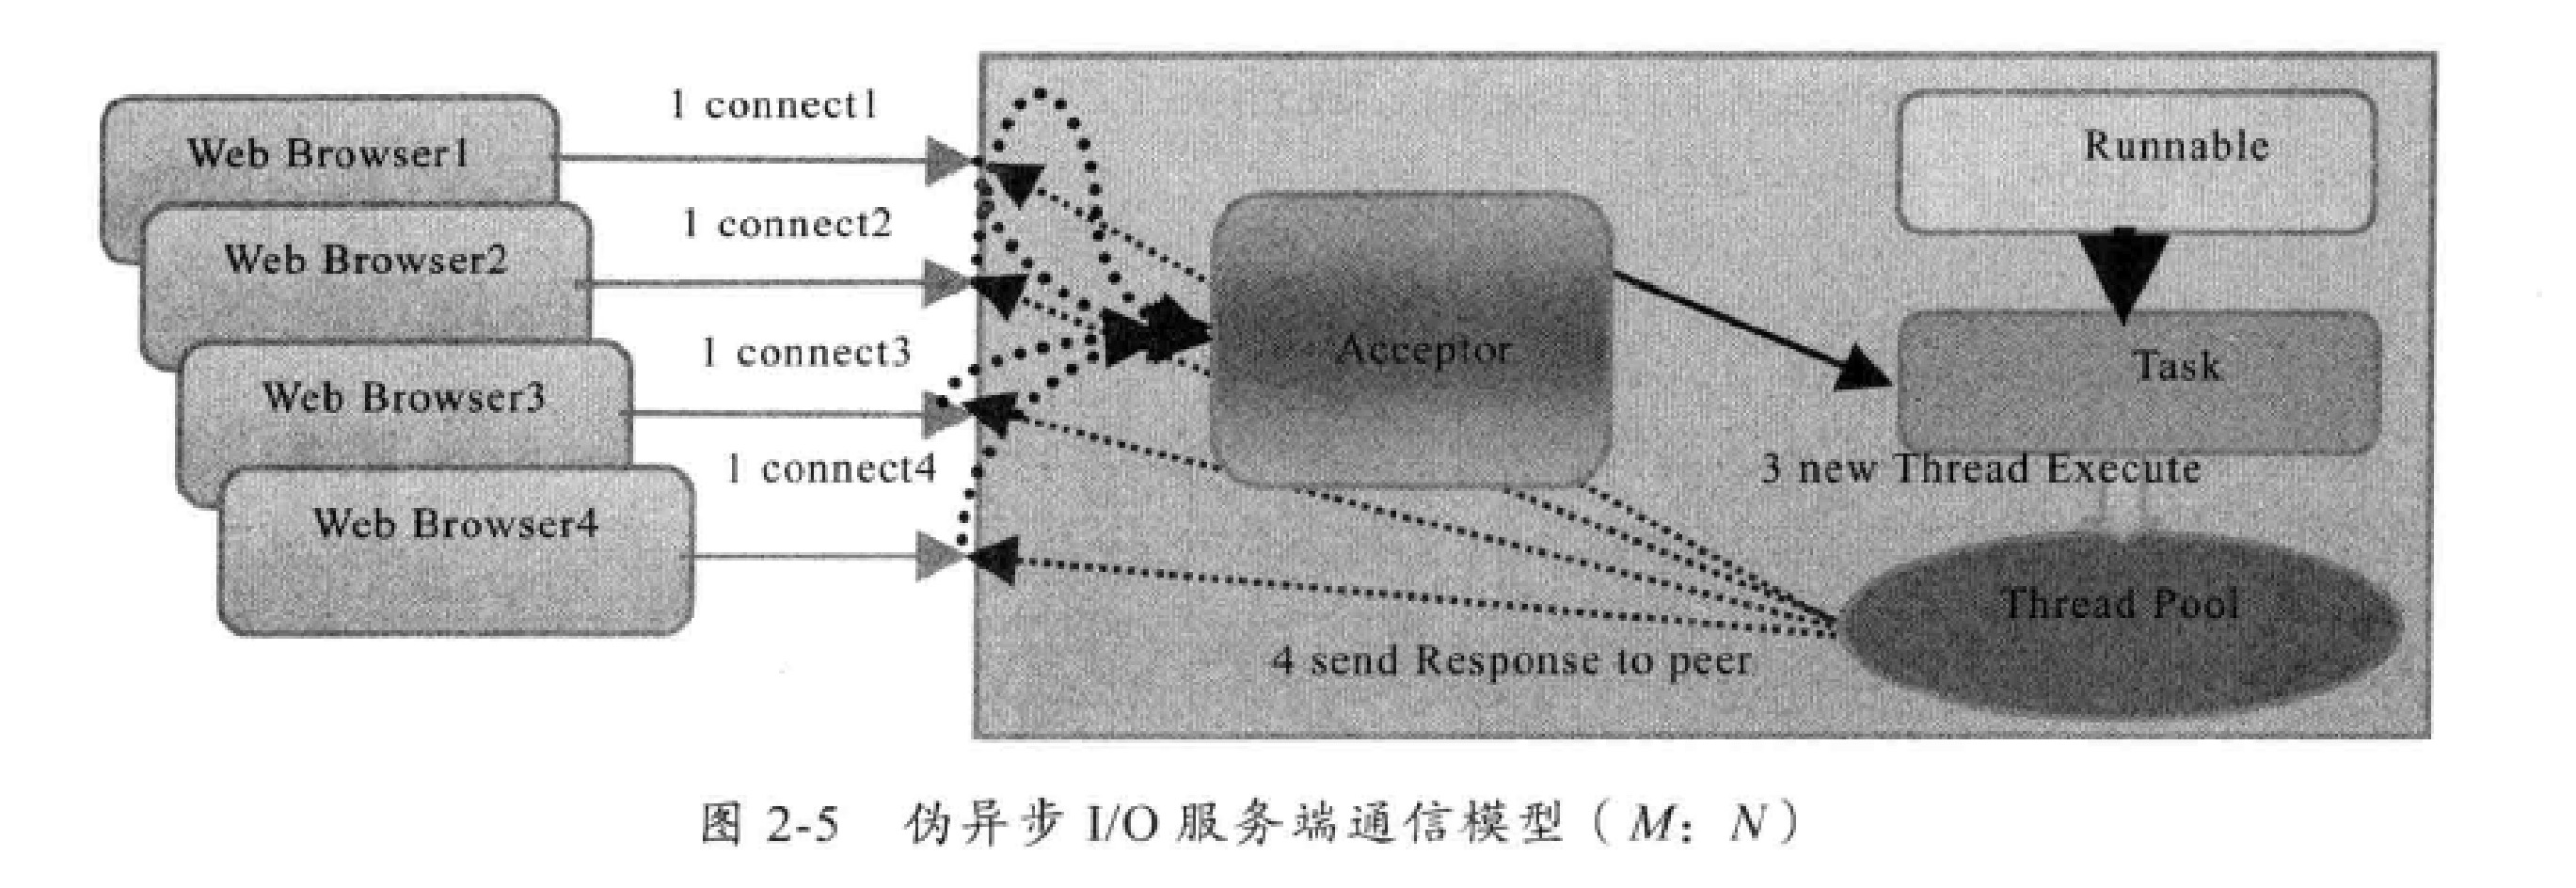 Web Browser1
1 connect1
Web Browser2
1 connect2
Web Browser3
1 connect3
Web Browser4
1 connect4
Acceptor
Runnable
Task
3 new Thread Execute
Thread Pool
4 send Response to peer
图 2-5 伪异步 I/O 服务端通信模型（M：N）